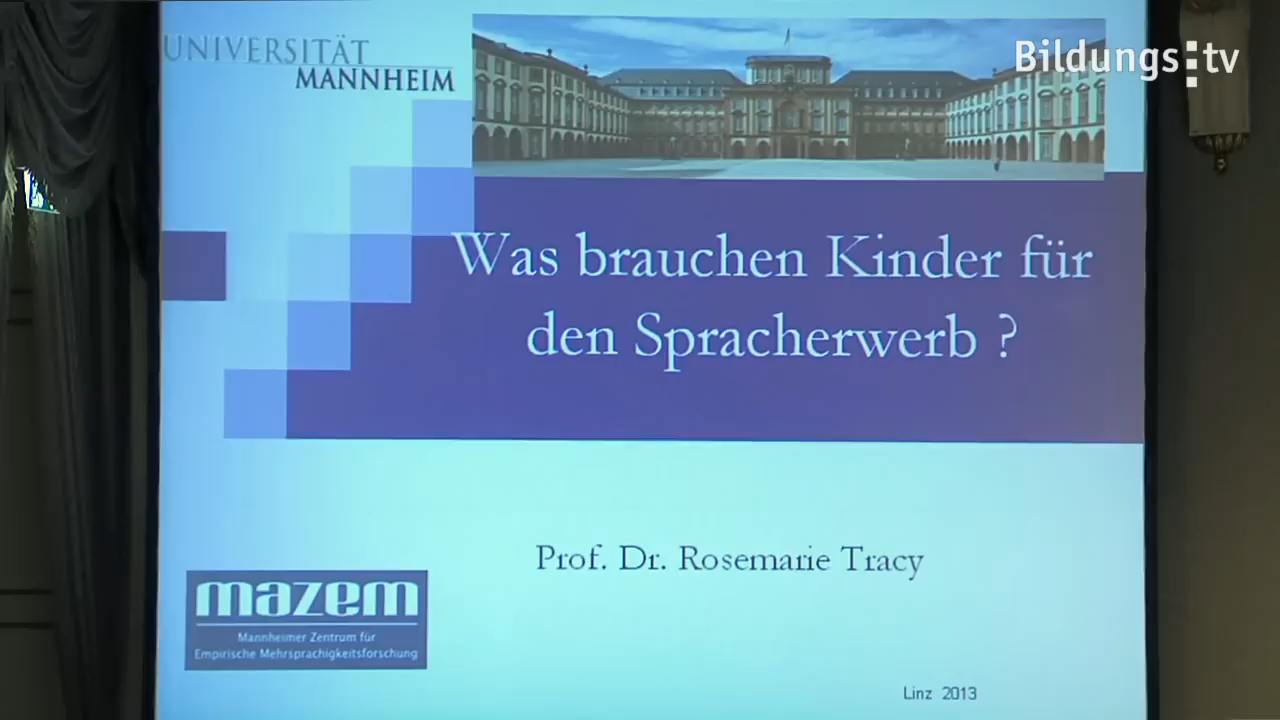 UNIVERSITÄT
MANNHEIM
Bildungs:tv
Was brauchen Kinder für
den Spracherwerb ?
Prof. Dr. Rosemarie Tracy
mazem
Mannheimer Zentrum für
Empirische Mehrsprachigkeitsforschung
Linz 2013